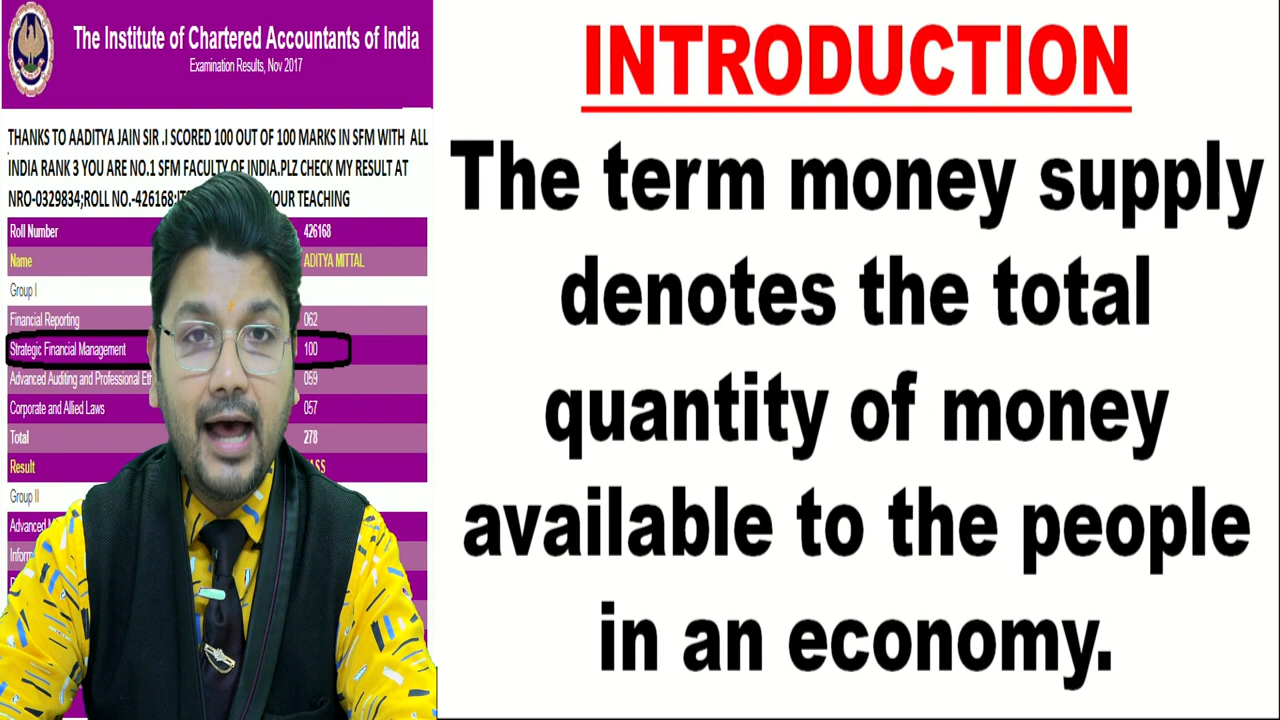 The Institute of Chartered Accountants of India
Examination Results, Nov 2017
THANKS TO AADITYA JAIN SIR .I SCORED 100 OUT OF 100 MARKS IN SFM WITH ALL
INDIA RANK 3 YOU ARE NO.1 SFM FACULTY OF INDIA.PLZ CHECK MY RESULT AT
NRO-0329834;ROLL NO.-426168: YOUR TEACHING
Roll Number 426168
Name ADITYA MITTAL
Group I
Financial Reporting 062
Strategic Financial Management 100
Advanced Auditing and Professional 059
Corporate and Allied Laws 057
Total 278
Result
Group II
Advanced
INTRODUCTION
The term money supply
denotes the total
quantity of money
available to the people
in an economy.